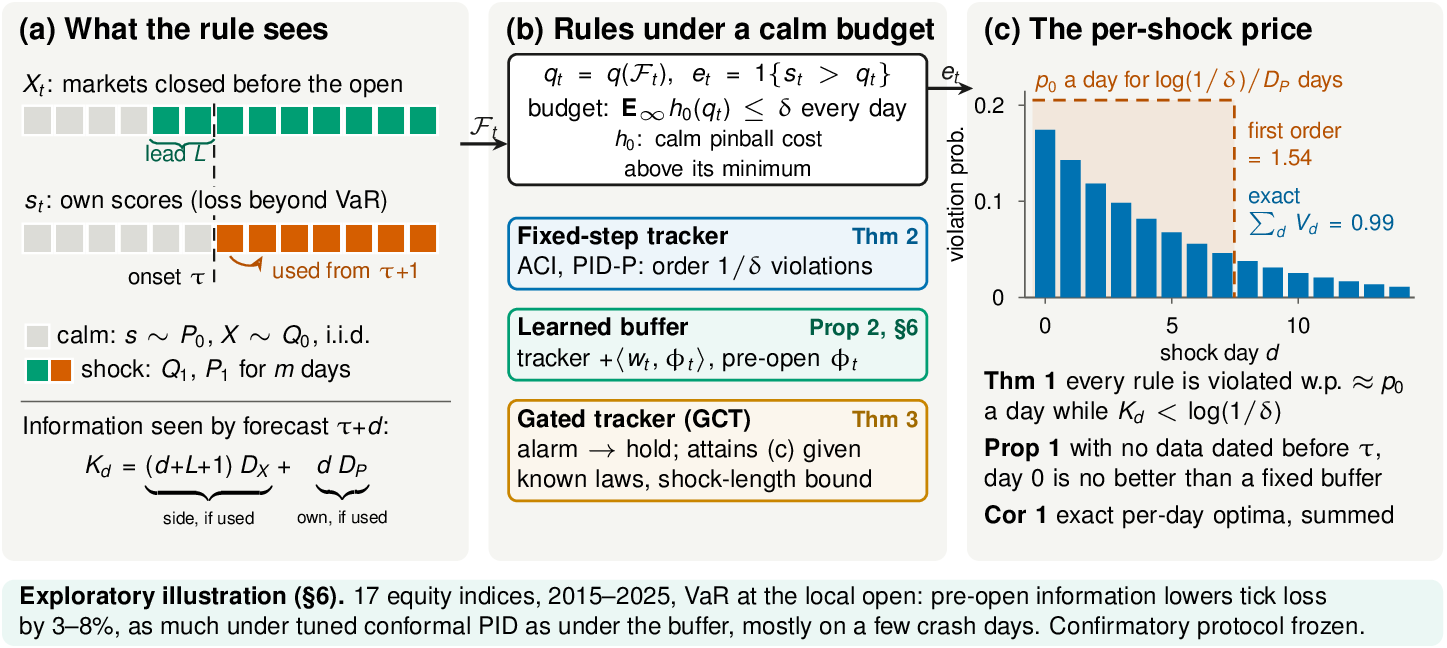 (a) What the rule sees
X_t: markets closed before the open
lead L
s_t: own scores (loss beyond VaR)
onset τ
used from τ+1
calm: s ∼ P_0, X ∼ Q_0, i.i.d.
shock: Q_1, P_1 for m days
Information seen by forecast τ+d:
K_d = (d+L+1) D_X + d D_P
side, if used own, if used
F_t
(b) Rules under a calm budget
q_t = q(F_t), e_t = 1{s_t > q_t}
budget: E_∞ h_0(q_t) ≤ δ every day
h_0: calm pinball cost
above its minimum
Fixed-step tracker Thm 2
ACI, PID-P: order 1/δ violations
Learned buffer Prop 2, §6
tracker +⟨w_t, ϕ_t⟩, pre-open ϕ_t
Gated tracker (GCT) Thm 3
alarm → hold; attains (c) given
known laws, shock-length bound
e_t
(c) The per-shock price
p_0 a day for log(1/δ)/D_P days
first order
= 1.54
exact
∑_d V_d = 0.99
violation prob.
0.2
0.1
0
0 5 10
shock day d
Thm 1 every rule is violated w.p. ≈ p_0
a day while K_d < log(1/δ)
Prop 1 with no data dated before τ,
day 0 is no better than a fixed buffer
Cor 1 exact per-day optima, summed
Exploratory illustration (§6). 17 equity indices, 2015–2025, VaR at the local open: pre-open information lowers tick loss
by 3–8%, as much under tuned conformal PID as under the buffer, mostly on a few crash days. Confirmatory protocol frozen.